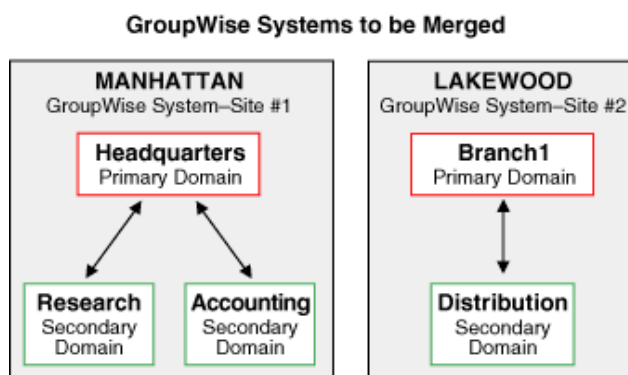 GroupWise Systems to be Merged
MANHATTAN
GroupWise System–Site #1
Headquarters
Primary Domain
Research
Secondary
Domain
Accounting
Secondary
Domain
LAKEWOOD
GroupWise System–Site #2
Branch1
Primary Domain
Distribution
Secondary
Domain